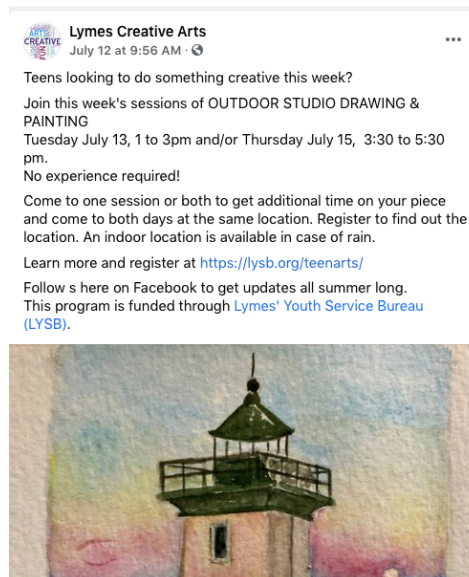 ARTS
CREATIVE
FUN
Lymes Creative Arts
July 12 at 9:56 AM ·
Teens looking to do something creative this week?
Join this week's sessions of OUTDOOR STUDIO DRAWING &
PAINTING
Tuesday July 13, 1 to 3pm and/or Thursday July 15,  3:30 to 5:30
pm.
No experience required!
Come to one session or both to get additional time on your piece
and come to both days at the same location. Register to find out the
location. An indoor location is available in case of rain.
Learn more and register at https://lysb.org/teenarts/
Follow s here on Facebook to get updates all summer long.
This program is funded through Lymes' Youth Service Bureau
(LYSB).